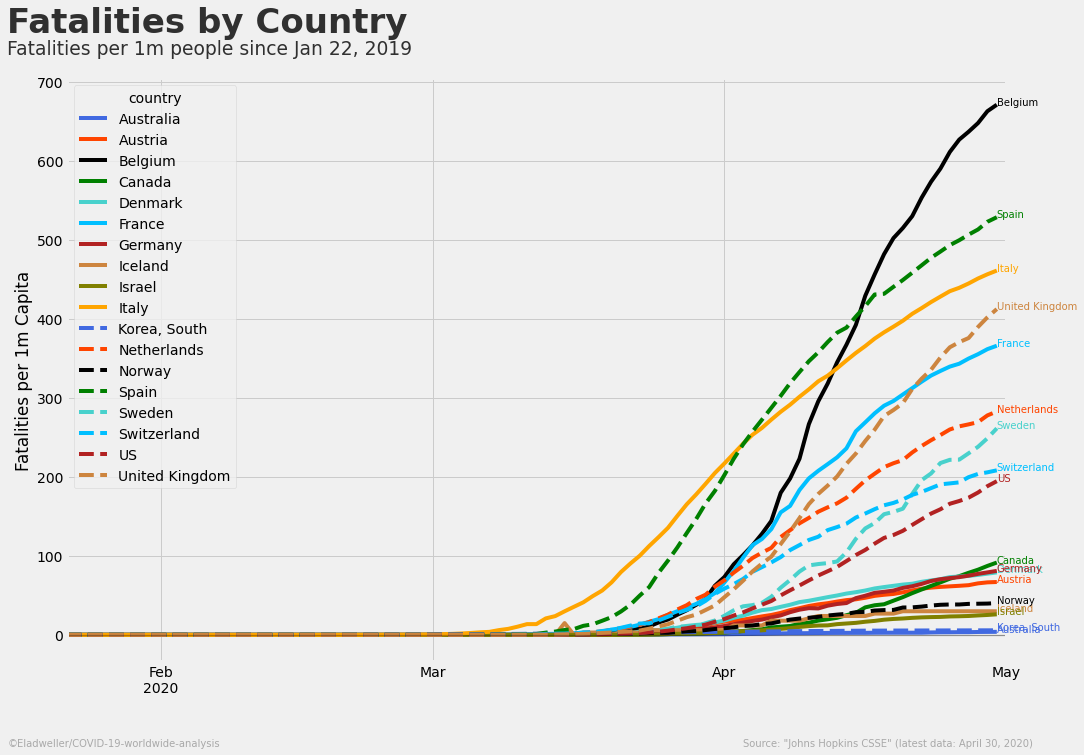 Fatalities by Country
Fatalities per 1m people since Jan 22, 2019
Fatalities per 1m Capita
700
600
500
400
300
200
100
0
country
Australia
Austria
Belgium
Canada
Denmark
France
Germany
Iceland
Israel
Italy
Korea, South
Netherlands
Norway
Spain
Sweden
Switzerland
US
United Kingdom
Belgium
Spain
Italy
United Kingdom
France
Netherlands
Sweden
Switzerland
US
Canada
Germany
Denmark
Austria
Norway
Iceland
Israel
Korea, South
Australia
Feb
2020
Mar
Apr
May
©Eladweller/COVID-19-worldwide-analysis
Source: "Johns Hopkins CSSE" (latest data: April 30, 2020)